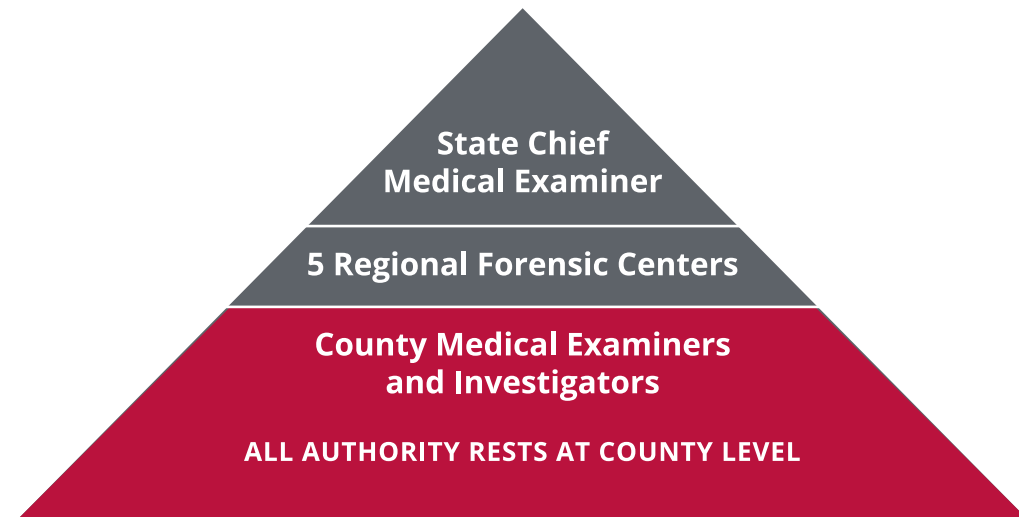 State Chief
Medical Examiner
5 Regional Forensic Centers
County Medical Examiners
and Investigators
ALL AUTHORITY RESTS AT COUNTY LEVEL